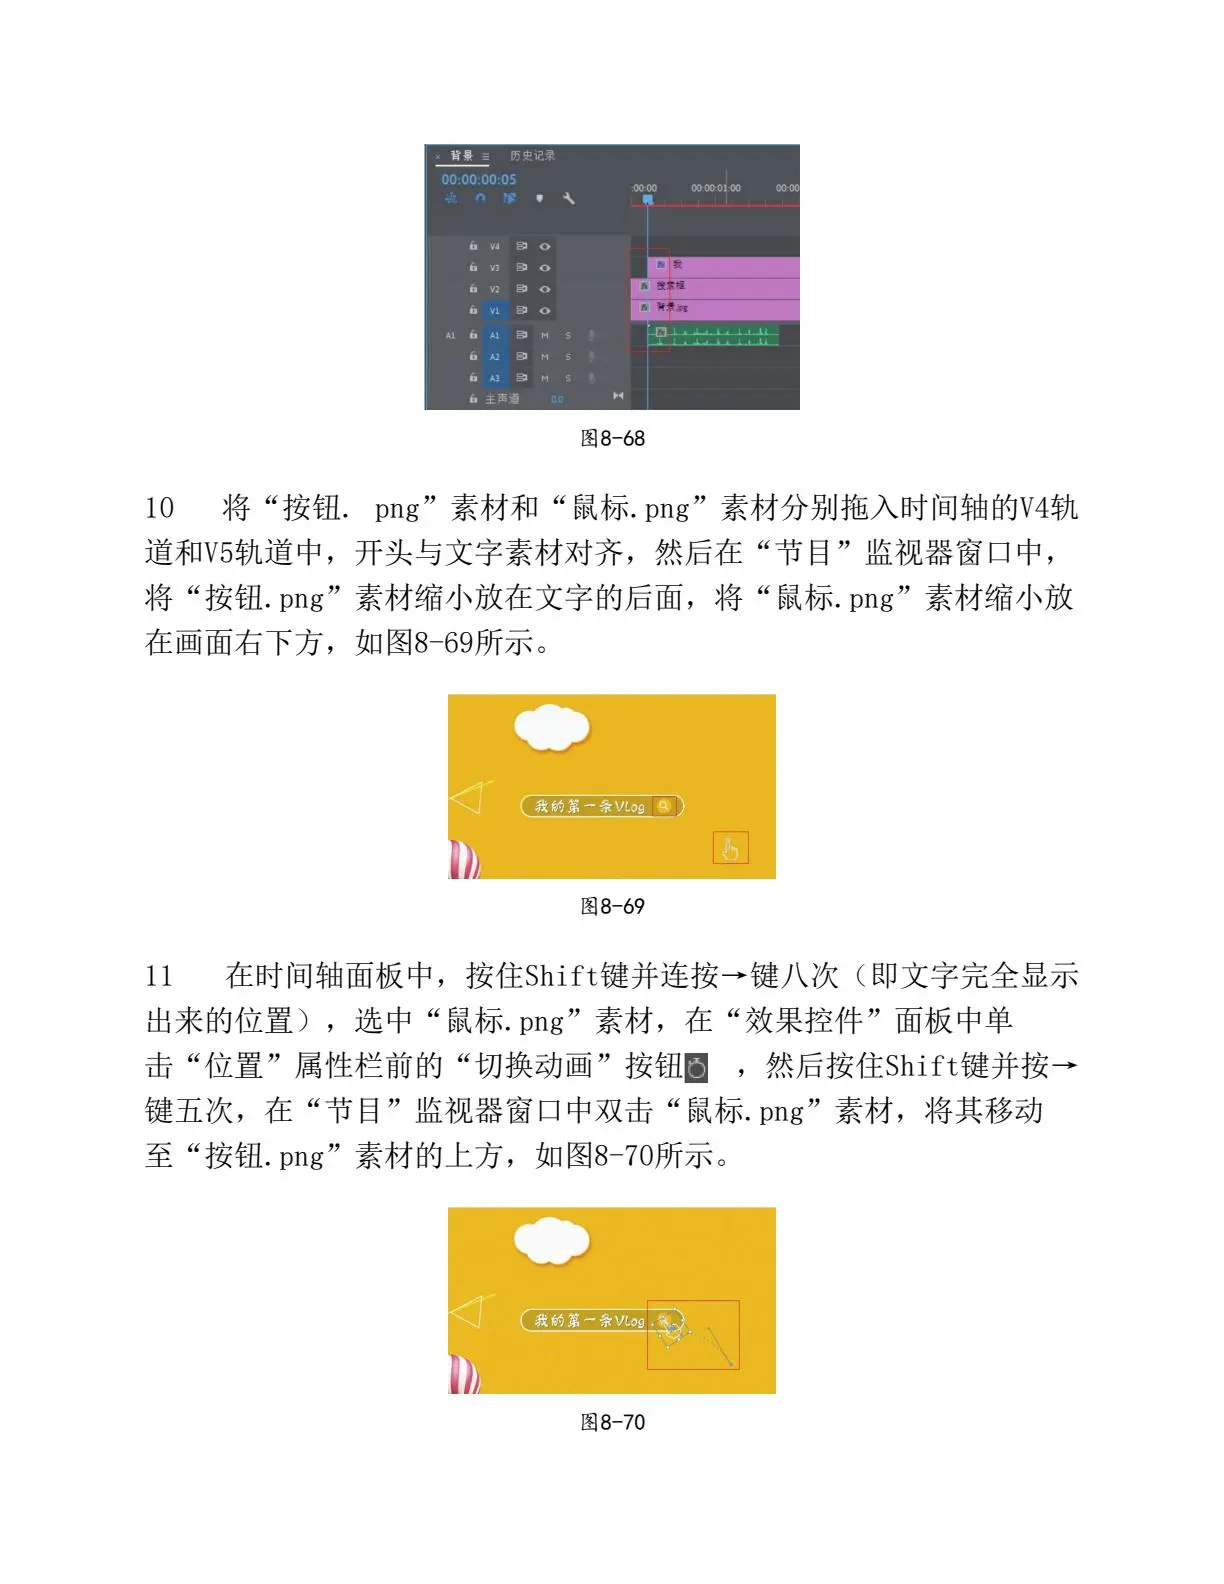 × 背景 ≡ 历史记录
00:00:00:05
:00:00 00:00:01:00 00:00
V4
V3 我
V2 搜索框
V1 背景.jpg
A1 A1 M S
A2 M S
A3 M S
主声道 0.0
图8-68
10 将“按钮. png”素材和“鼠标.png”素材分别拖入时间轴的V4轨
道和V5轨道中，开头与文字素材对齐，然后在“节目”监视器窗口中，
将“按钮.png”素材缩小放在文字的后面，将“鼠标.png”素材缩小放
在画面右下方，如图8-69所示。
我的第一条Vlog
图8-69
11 在时间轴面板中，按住Shift键并连按→键八次（即文字完全显示
出来的位置），选中“鼠标.png”素材，在“效果控件”面板中单
击“位置”属性栏前的“切换动画”按钮 ，然后按住Shift键并按→
键五次，在“节目”监视器窗口中双击“鼠标.png”素材，将其移动
至“按钮.png”素材的上方，如图8-70所示。
我的第一条Vlog
图8-70